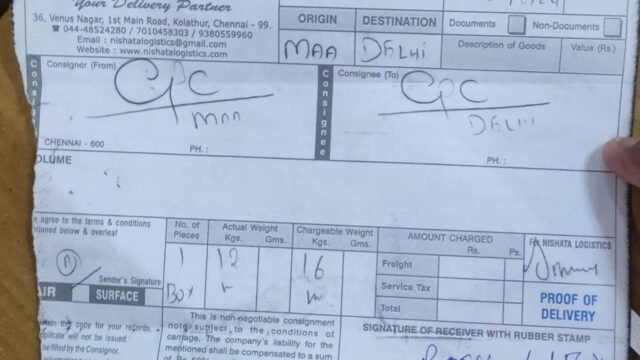 Your Delivery Partner
36, Venus Nagar, 1st Main Road, Kolathur, Chennai - 99.
☎ 044-48524280 / 7010458303 / 9380559960
Email : nishatalogistics@gmail.com
Website : www.nishatalogistics.com
ORIGIN DESTINATION
MAA DELHI
Documents Non-Documents
Description of Goods Value (Rs.)
Consignor (From)
CPC
MAA
CHENNAI - 600 PH. :
Consignee
Consignee (To)
CPC
DELHI
PH. :
OLUME
e agree to the terms & conditions
tioned below & overleaf
Sender's Signature
AIR SURFACE
No. of Pieces
1
Box
Actual Weight
Kgs. Gms.
12
Chargeable Weight
Kgs. Gms.
16
AMOUNT CHARGED
Rs. Ps.
Freight
Service Tax
Total
For NISHATA LOGISTICS
PROOF OF
DELIVERY
copy for your records.
plicate will not be issued.
be filled by the Consignor.
This is non-negotiable consignment
note subject to the conditions of
carriage. The company's liability for
mentioned shall be compensated to a sum
SIGNATURE OF RECEIVER WITH RUBBER STAMP